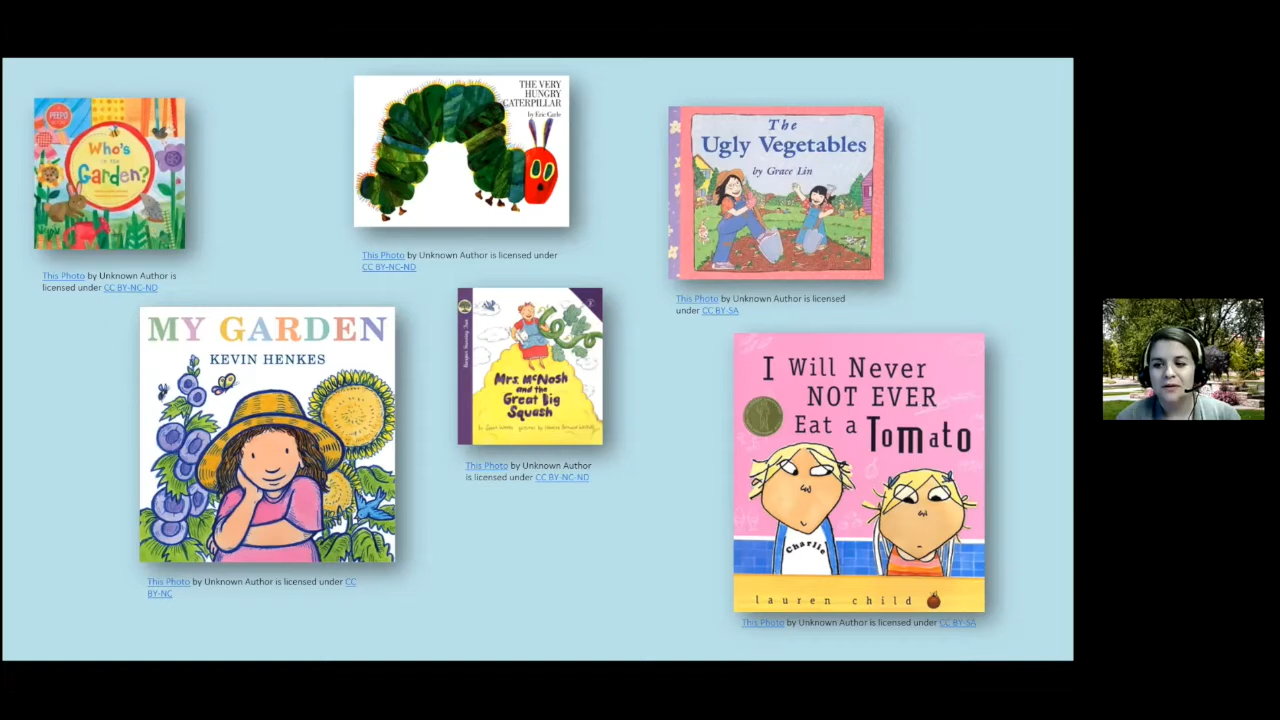 PEEPO
Who's
in the
Garden?
This Photo by Unknown Author is
licensed under CC BY-NC-ND
THE VERY
HUNGRY
CATERPILLAR
by Eric Carle
This Photo by Unknown Author is licensed under
CC BY-NC-ND
The
Ugly Vegetables
by Grace Lin
This Photo by Unknown Author is licensed
under CC BY-SA
MY GARDEN
KEVIN HENKES
This Photo by Unknown Author is licensed under CC
BY-NC
Mrs. McNosh
and the
Great Big
Squash
This Photo by Unknown Author
is licensed under CC BY-NC-ND
I Will Never
NOT EVER
Eat a Tomato
Charlie
lauren child
This Photo by Unknown Author is licensed under CC BY-SA